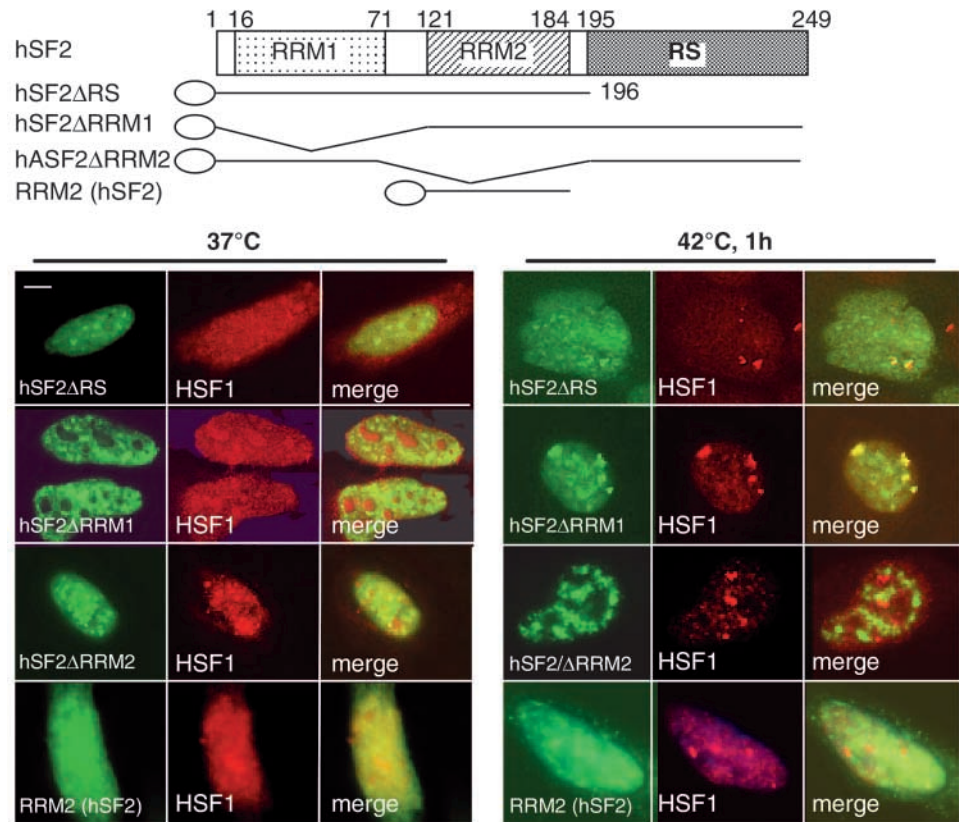 1 16 71 121 184 195 249
hSF2 RRM1 RRM2 RS
hSF2ΔRS 196
hSF2ΔRRM1
hASF2ΔRRM2
RRM2 (hSF2)
37°C 42°C, 1h
hSF2ΔRS HSF1 merge hSF2ΔRS HSF1 merge
hSF2ΔRRM1 HSF1 merge hSF2ΔRRM1 HSF1 merge
hSF2ΔRRM2 HSF1 merge hSF2/ΔRRM2 HSF1 merge
RRM2 (hSF2) HSF1 merge RRM2 (hSF2) HSF1 merge